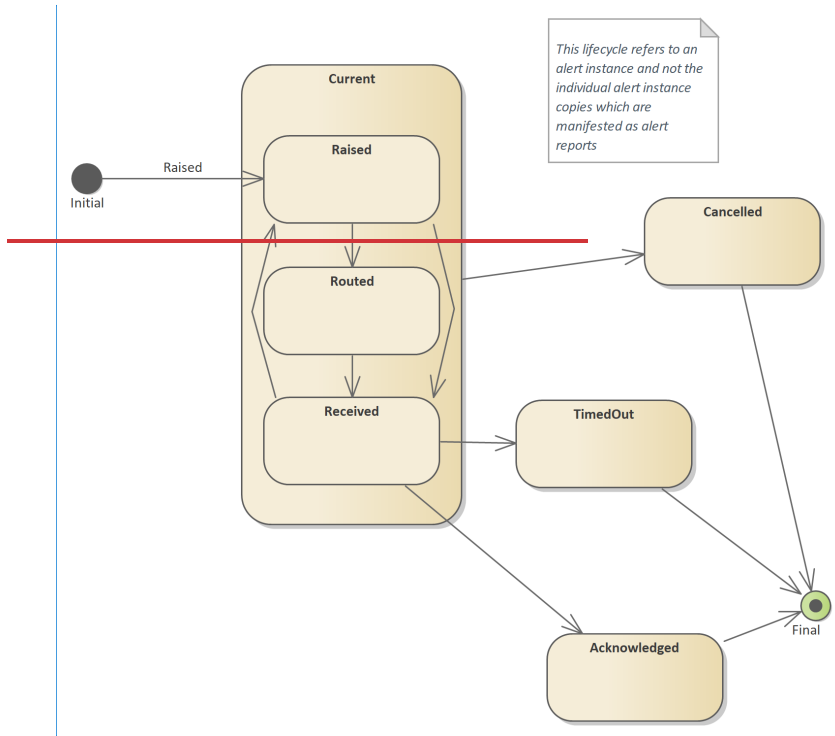 This lifecycle refers to an
alert instance and not the
individual alert instance
copies which are
manifested as alert
reports
Current
Raised
Raised
Initial
Cancelled
Routed
Received
TimedOut
Final
Acknowledged